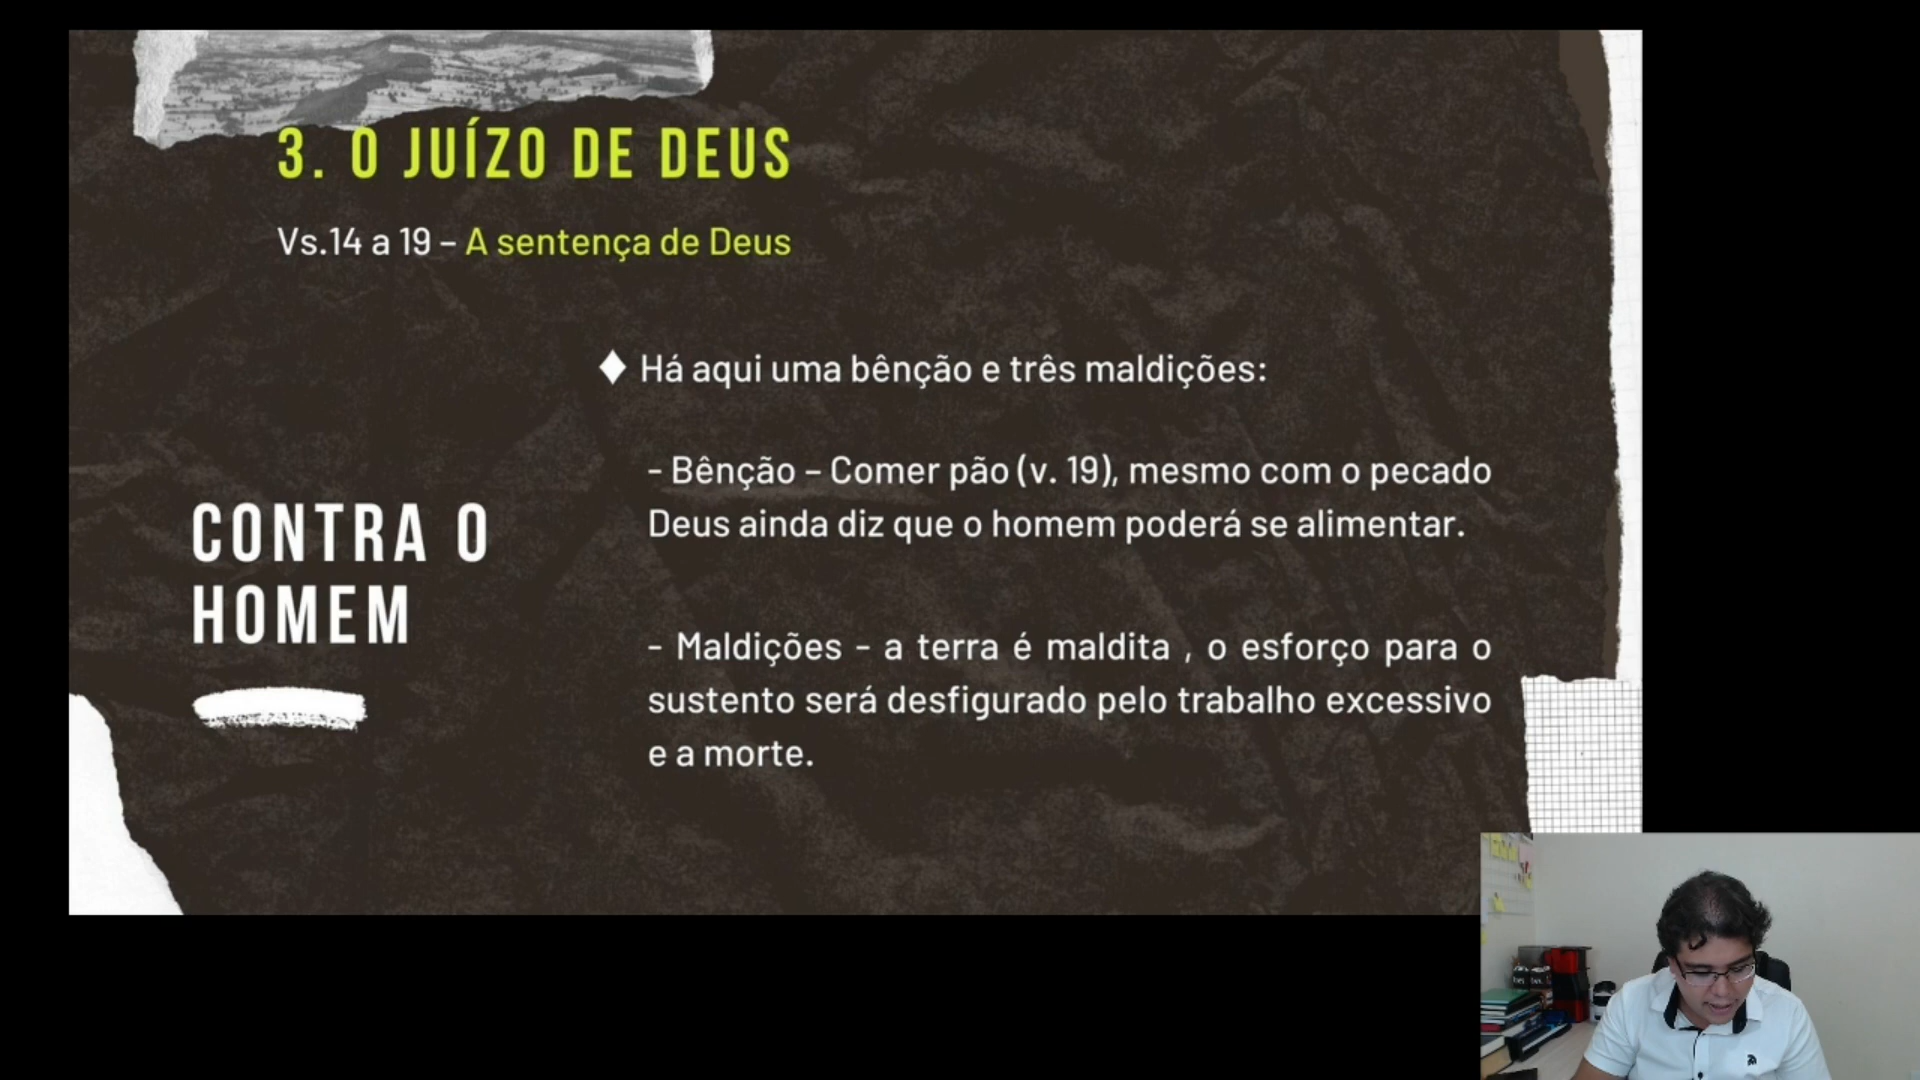 3. O JUÍZO DE DEUS
Vs.14 a 19 – A sentença de Deus
CONTRA O
HOMEM
♦ Há aqui uma bênção e três maldições:
- Bênção – Comer pão (v. 19), mesmo com o pecado
Deus ainda diz que o homem poderá se alimentar.
- Maldições - a terra é maldita , o esforço para o
sustento será desfigurado pelo trabalho excessivo
e a morte.